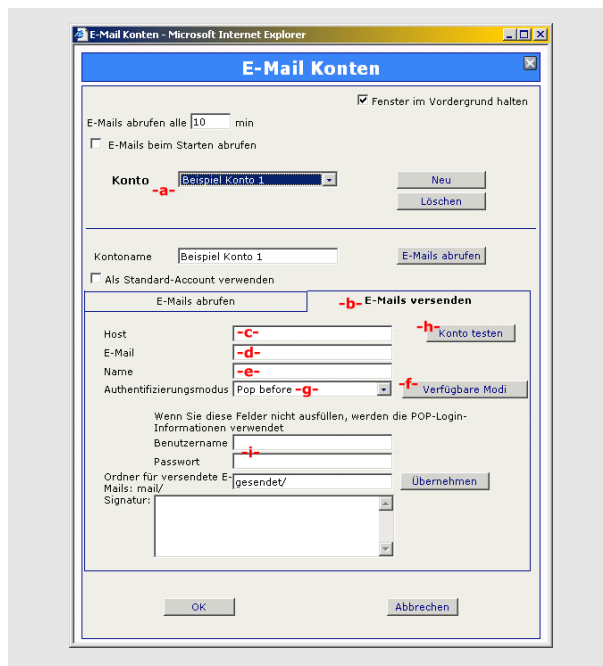 E-Mail Konten - Microsoft Internet Explorer
E-Mail Konten
Fenster im Vordergrund halten
E-Mails abrufen alle 10 min
E-Mails beim Starten abrufen
Konto -a- Beispiel Konto 1 Neu
Löschen
Kontoname Beispiel Konto 1 E-Mails abrufen
Als Standard-Account verwenden
E-Mails abrufen -b- E-Mails versenden
Host -c- -h- Konto testen
E-Mail -d-
Name -e-
Authentifizierungsmodus Pop before -g- -f- Verfügbare Modi
Wenn Sie diese Felder nicht ausfüllen, werden die POP-Login-
Informationen verwendet
Benutzername
-i-
Passwort
Ordner für versendete E-
Mails: mail/ gesendet/ Übernehmen
Signatur:
OK Abbrechen